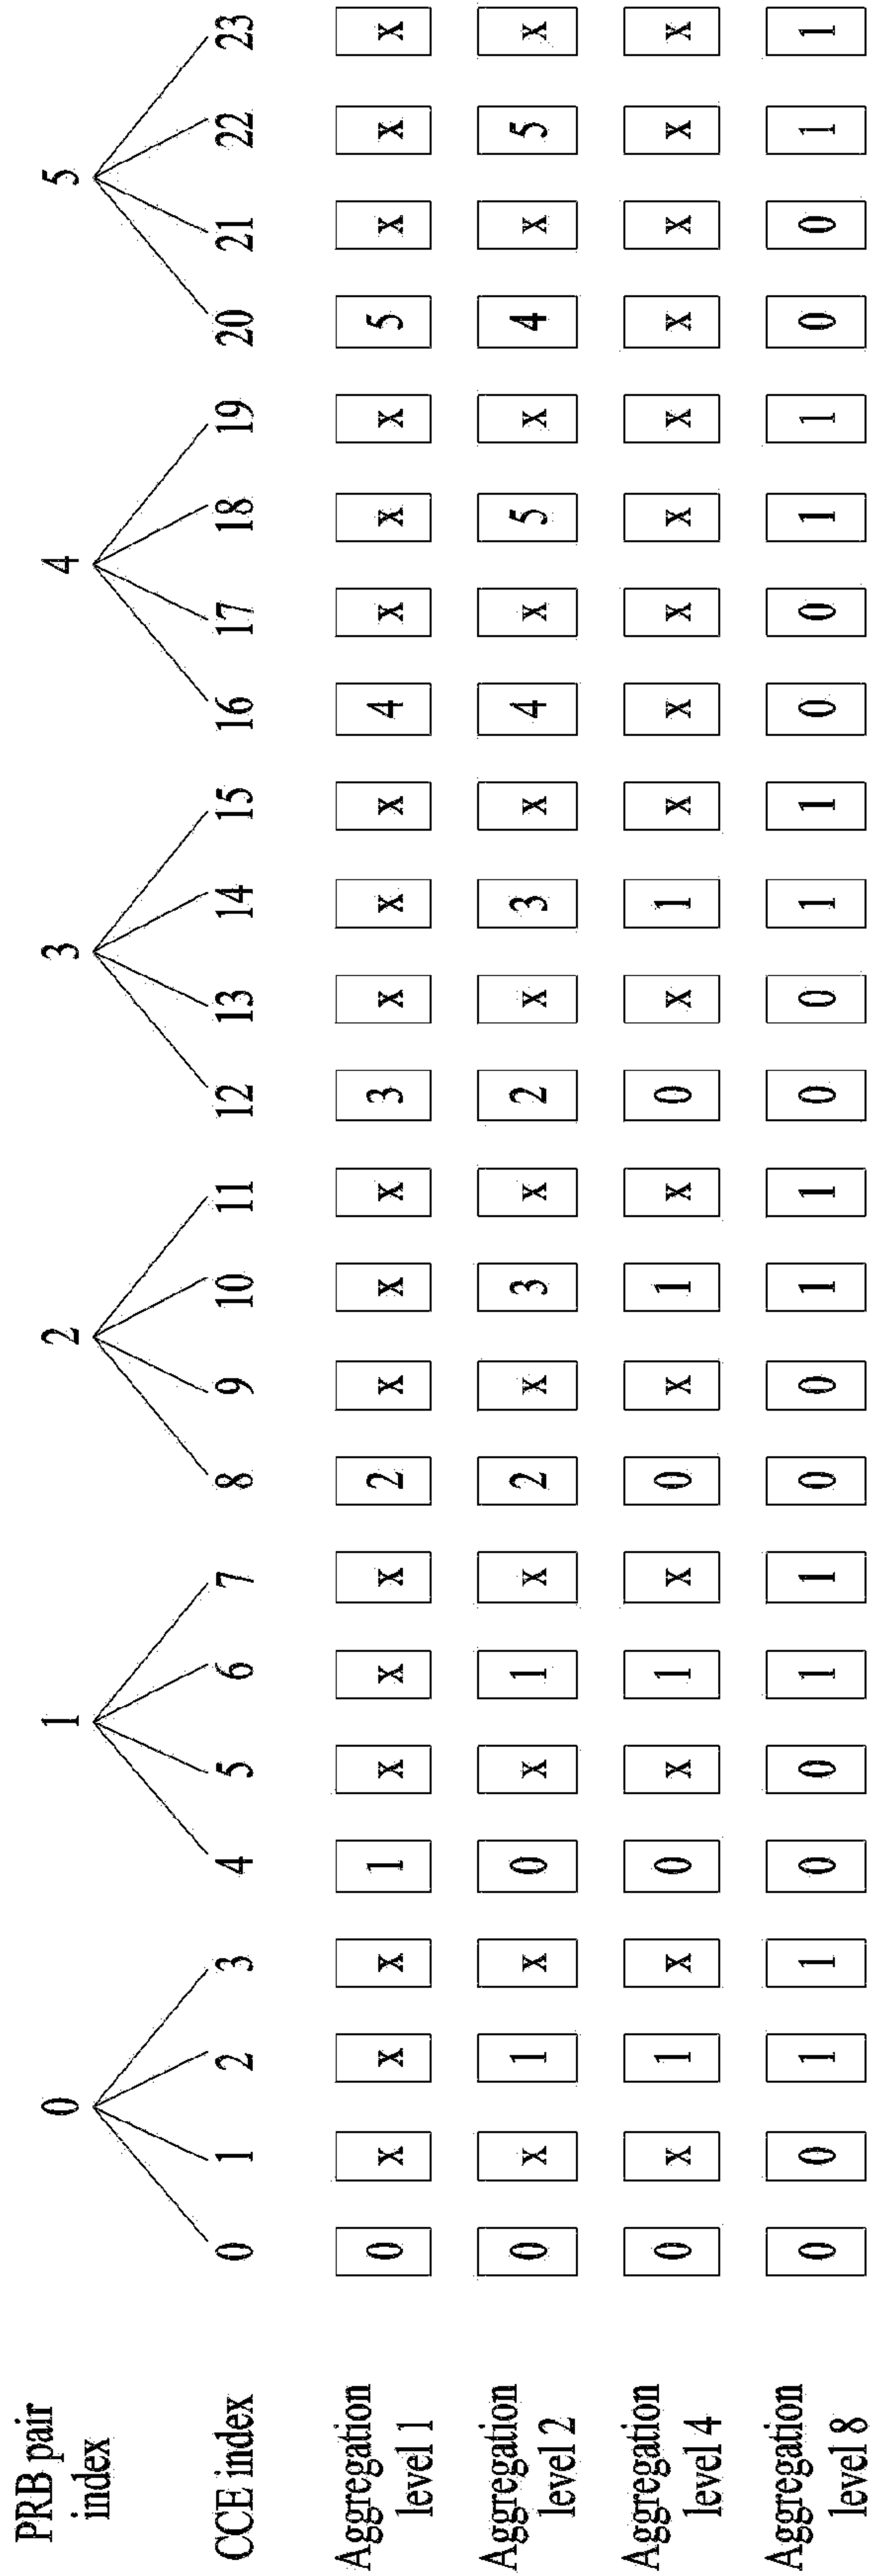 PRB pair index 0 1 2 3 4 5
CCE index 0 1 2 3 4 5 6 7 8 9 10 11 12 13 14 15 16 17 18 19 20 21 22 23
Aggregation level 1 0 x x x 1 x x x 2 x x x 3 x x x 4 x x x 5 x x x
Aggregation level 2 0 x 1 x 0 x 1 x 2 x 3 x 2 x 3 x 4 x 5 x 4 x 5 x
Aggregation level 4 0 x 1 x 0 x 1 x 0 x 1 x 0 x 1 x x x x x x x x x
Aggregation level 8 0 0 1 1 0 0 1 1 0 0 1 1 0 0 1 1 0 0 1 1 0 0 1 1